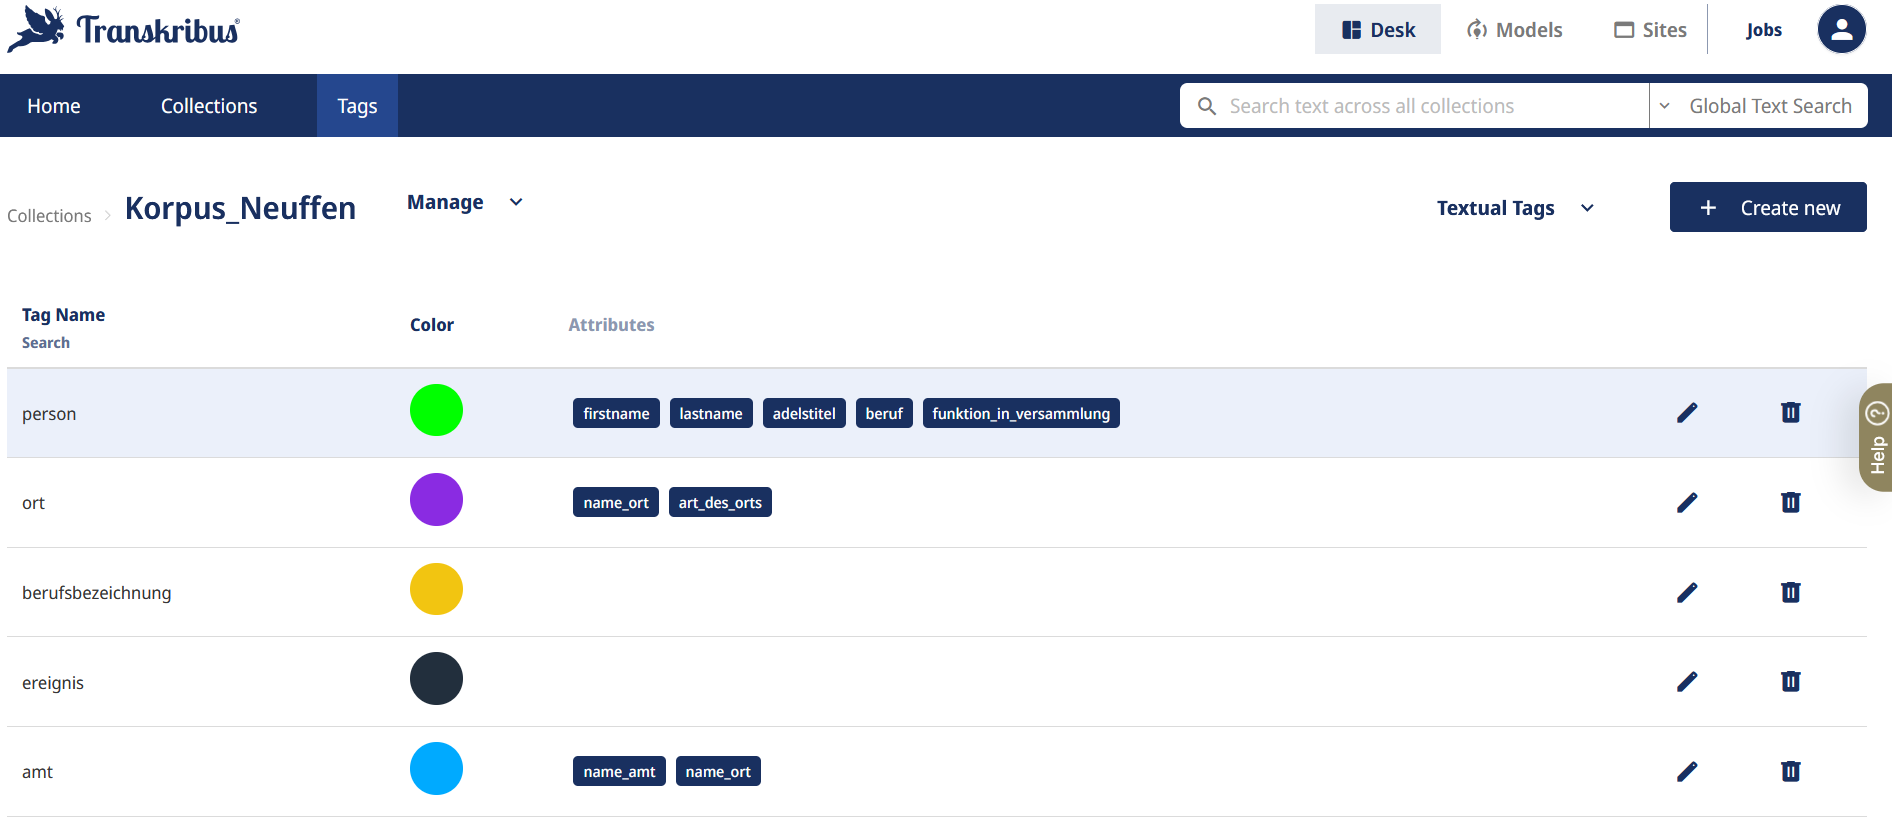 Transkribus®
Desk Models Sites Jobs
Home Collections Tags Search text across all collections Global Text Search
Collections Korpus_Neuffen Manage Textual Tags + Create new
Tag Name Color Attributes
Search
person firstname lastname adelstitel beruf funktion_in_versammlung
Help ?
ort name_ort art_des_orts
berufsbezeichnung
ereignis
amt name_amt name_ort